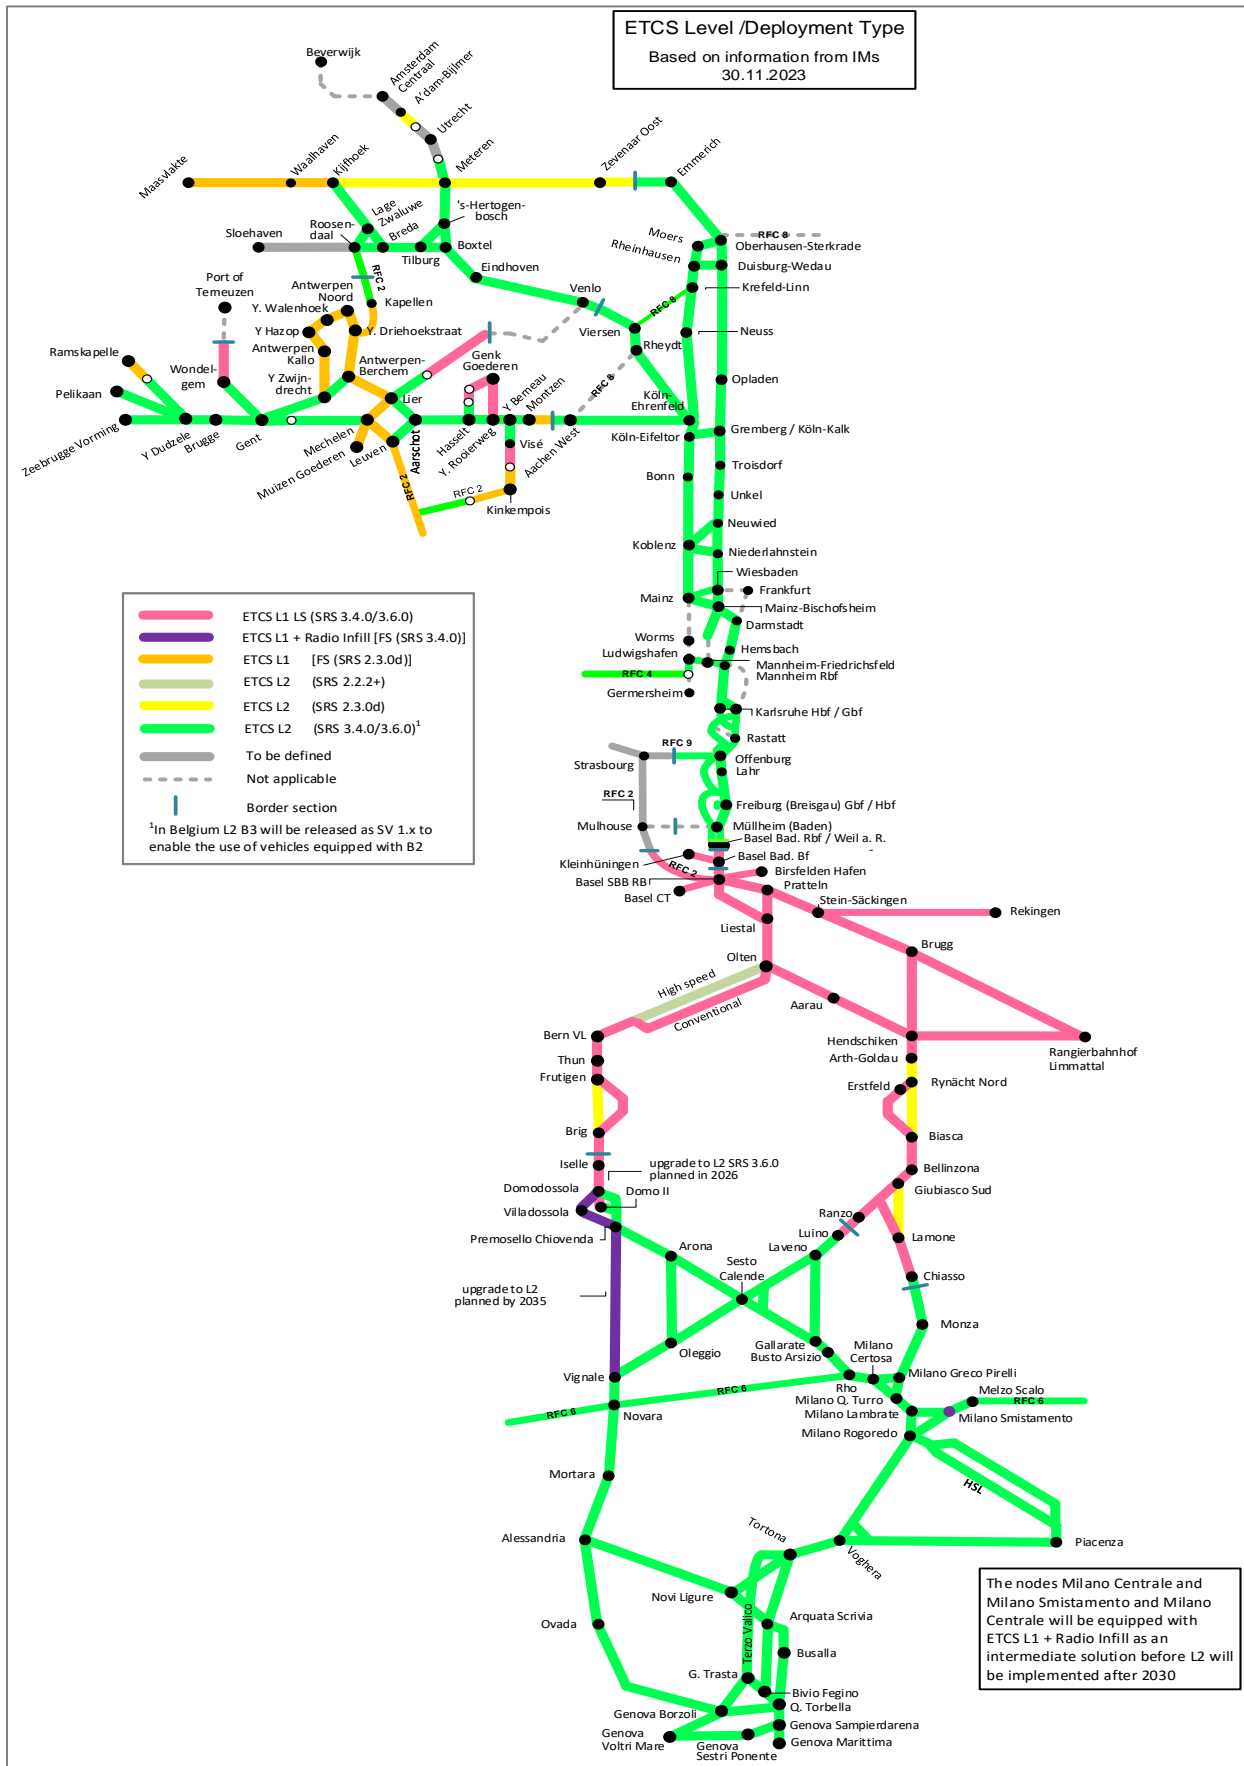 ETCS Level /Deployment Type
Based on information from IMs
30.11.2023
Beverwijk
Amsterdam
Centraal
A'dam-Bijlmer
Utrecht
Maasvlakte
Waalhaven
Kijfhoek
Meteren
Zevenaar Oost
Emmerich
Lage
Zwaluwe
's-Hertogen-
bosch
Roosen-
daal
Breda
Sloehaven
Tilburg
Boxtel
Moers
RFC 8
Oberhausen-Sterkrade
Rheinhausen
Duisburg-Wedau
Eindhoven
Port of
Terneuzen
RFC 2
Antwerpen
Noord
Kapellen
Venlo
Krefeld-Linn
RFC 8
Y. Walenhoek
Y Hazop
Y. Driehoekstraat
Viersen
Neuss
Ramskapelle
Antwerpen
Kallo
Antwerpen-
Berchem
Genk
Goederen
Rheydt
Wondel-
gem
Y Zwijn-
drecht
Pelikaan
Lier
Y Berneau
Montzen
RFC 8
Opladen
Köln-
Ehrenfeld
Zeebrugge Vorming
Y Dudzele
Brugge
Gent
Mechelen
Muizen Goederen
Leuven
Aarschot
Hasselt
Y. Rooierweg
Visé
Aachen West
Köln-Eifeltor
Gremberg / Köln-Kalk
Troisdorf
RFC 2
RFC 2
Kinkempois
Bonn
Unkel
Neuwied
Koblenz
Niederlahnstein
Wiesbaden
Frankfurt
Mainz
Mainz-Bischofsheim
Darmstadt
Worms
Hemsbach
Ludwigshafen
Mannheim-Friedrichsfeld
RFC 4
Mannheim Rbf
Germersheim
Karlsruhe Hbf / Gbf
Rastatt
ETCS L1 LS (SRS 3.4.0/3.6.0)
ETCS L1 + Radio Infill [FS (SRS 3.4.0)]
ETCS L1 [FS (SRS 2.3.0d)]
ETCS L2 (SRS 2.2.2+)
ETCS L2 (SRS 2.3.0d)
ETCS L2 (SRS 3.4.0/3.6.0)1
To be defined
Not applicable
Border section
1In Belgium L2 B3 will be released as SV 1.x to
enable the use of vehicles equipped with B2
RFC 9
Strasbourg
Offenburg
Lahr
RFC 2
Freiburg (Breisgau) Gbf / Hbf
Mulhouse
Müllheim (Baden)
Basel Bad. Rbf / Weil a. R.
Kleinhüningen
Basel Bad. Bf
RFC 2
Basel SBB RB
Birsfelden Hafen
Basel CT
Pratteln
Stein-Säckingen
Rekingen
Liestal
Brugg
Olten
High speed
Conventional
Aarau
Bern VL
Hendschiken
Rangierbahnhof
Limmattal
Thun
Arth-Goldau
Frutigen
Erstfeld
Rynächt Nord
Brig
Biasca
Iselle
upgrade to L2 SRS 3.6.0
planned in 2026
Bellinzona
Domodossola
Domo II
Giubiasco Sud
Villadossola
Ranzo
Premosello Chiovenda
Luino
Lamone
Arona
Laveno
Sesto
Calende
Chiasso
upgrade to L2
planned by 2035
Monza
Oleggio
Gallarate
Busto Arsizio
Milano
Certosa
Vignale
Rho
Milano Greco Pirelli
RFC 6
Milano Q. Turro
Melzo Scalo
RFC 6
RFC 6
Novara
Milano Lambrate
Milano Smistamento
Milano Rogoredo
Mortara
HSL
Alessandria
Tortona
Voghera
Piacenza
Novi Ligure
Terzo Valico
Arquata Scrivia
Ovada
Busalla
G. Trasta
Bivio Fegino
Genova Borzoli
Q. Torbella
Genova
Voltri Mare
Genova
Sestri Ponente
Genova Sampierdarena
Genova Marittima
The nodes Milano Centrale and
Milano Smistamento and Milano
Centrale will be equipped with
ETCS L1 + Radio Infill as an
intermediate solution before L2 will
be implemented after 2030